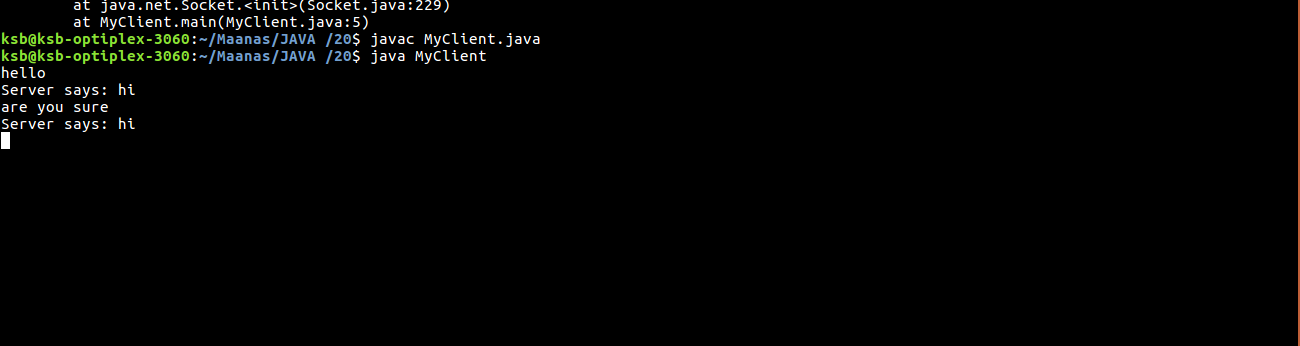 at java.net.Socket.<init>(Socket.java:229)
at MyClient.main(MyClient.java:5)
ksb@ksb-optiplex-3060:~/Maanas/JAVA /20$ javac MyClient.java
ksb@ksb-optiplex-3060:~/Maanas/JAVA /20$ java MyClient
hello
Server says: hi
are you sure
Server says: hi